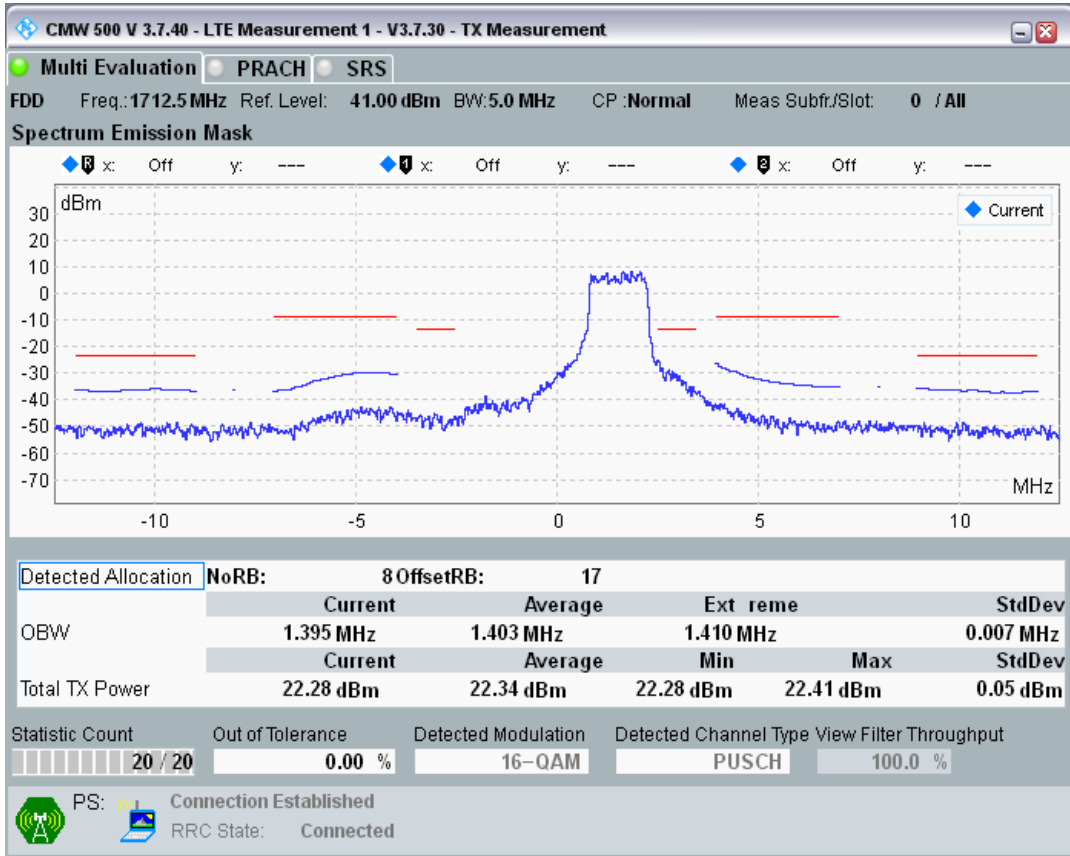 CMW 500 V 3.7.40 - LTE Measurement 1 - V3.7.30 - TX Measurement
Multi Evaluation PRACH SRS
FDD Freq.: 1712.5 MHz Ref. Level: 41.00 dBm BW: 5.0 MHz CP : Normal Meas Subfr./Slot: 0 / All
Spectrum Emission Mask
R x: Off y: --- 1 x: Off y: --- 2 x: Off y: ---
dBm
Current
30
20
10
0
-10
-20
-30
-40
-50
-60
-70
MHz
-10 -5 0 5 10
Detected Allocation NoRB: 8 OffsetRB: 17
Current Average Ext reme StdDev
OBW 1.395 MHz 1.403 MHz 1.410 MHz 0.007 MHz
Current Average Min Max StdDev
Total TX Power 22.28 dBm 22.34 dBm 22.28 dBm 22.41 dBm 0.05 dBm
Statistic Count Out of Tolerance Detected Modulation Detected Channel Type View Filter Throughput
20 / 20 0.00 % 16-QAM PUSCH 100.0 %
PS: Connection Established
RRC State: Connected